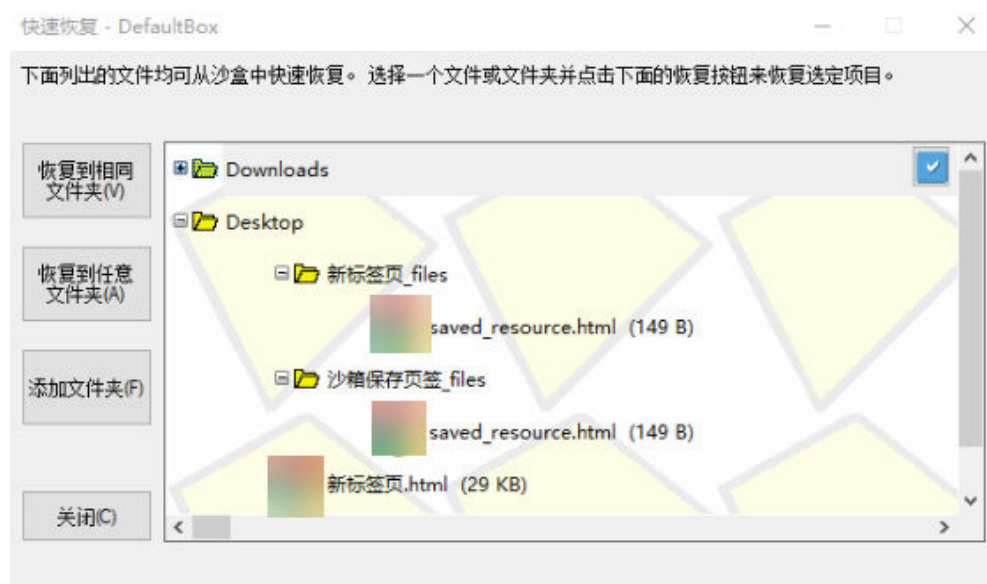 快速恢复 - DefaultBox
下面列出的文件均可从沙盒中快速恢复。 选择一个文件或文件夹并点击下面的恢复按钮来恢复选定项目。
恢复到相同
文件夹(V)
恢复到任意
文件夹(A)
添加文件夹(F)
关闭(C)
Downloads
Desktop
新标签页_files
saved_resource.html (149 B)
沙箱保存页签_files
saved_resource.html (149 B)
新标签页.html (29 KB)